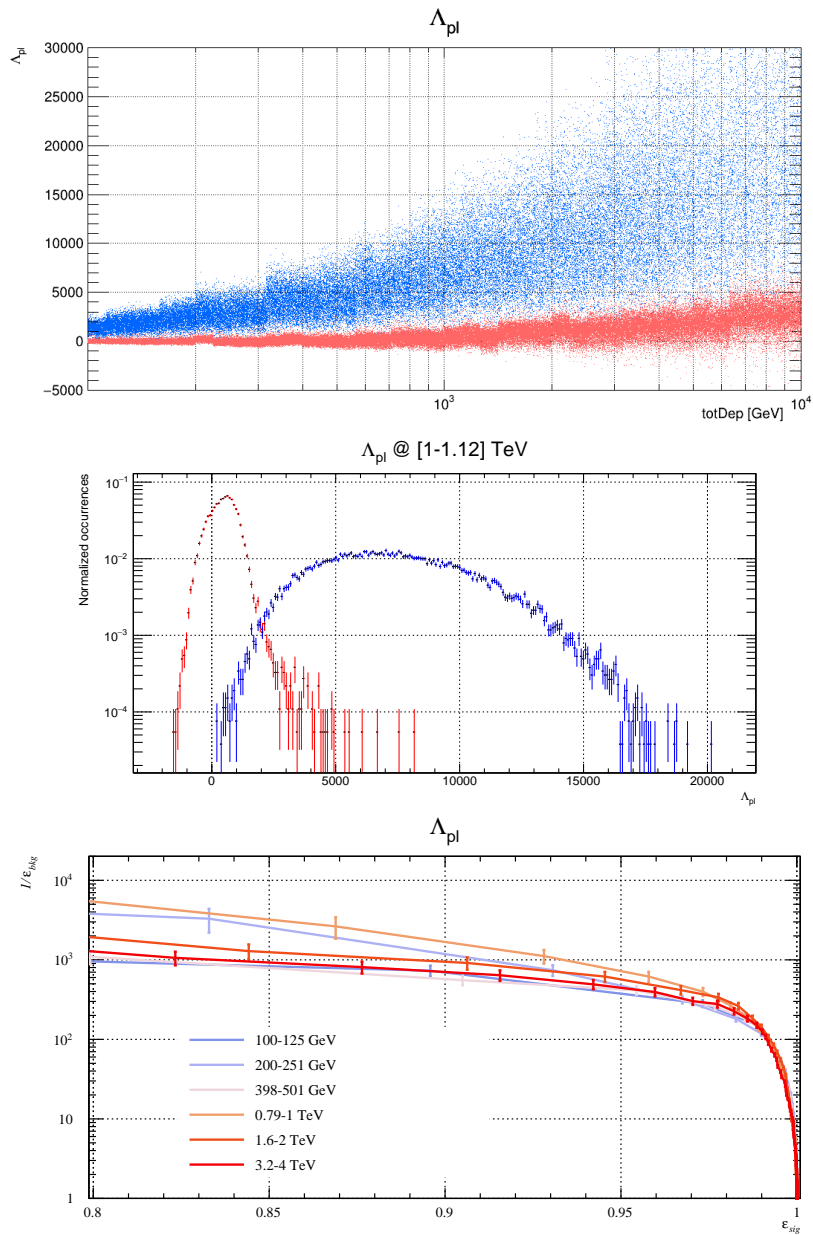 Λpl
Λpl
30000
25000
20000
15000
10000
5000
0
−5000
10³
10⁴
totDep [GeV]
Λpl @ [1-1.12] TeV
Normalized occurrences
10⁻¹
10⁻²
10⁻³
10⁻⁴
0
5000
10000
15000
20000
Λpl
Λpl
1/εbkg
10⁴
10³
10²
10
1
100-125 GeV
200-251 GeV
398-501 GeV
0.79-1 TeV
1.6-2 TeV
3.2-4 TeV
0.8
0.85
0.9
0.95
1
εsig